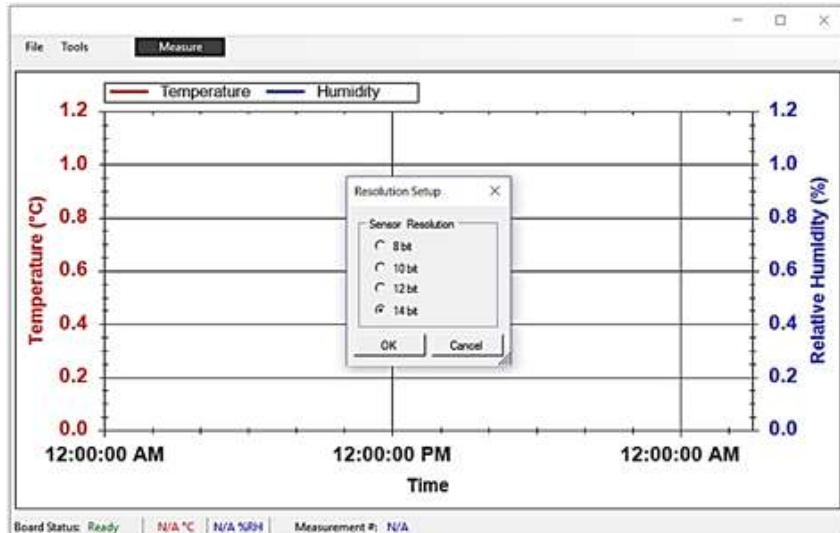 File Tools Measure
Temperature Humidity
1.2 1.2
1.0 1.0
0.8 0.8
0.6 0.6
0.4 0.4
0.2 0.2
0.0 0.0
Temperature (°C)
Relative Humidity (%)
Resolution Setup
Sensor Resolution
8 bit
10 bit
12 bit
14 bit
OK Cancel
12:00:00 AM 12:00:00 PM 12:00:00 AM
Time
Board Status: Ready N/A °C N/A %RH Measurement #: N/A